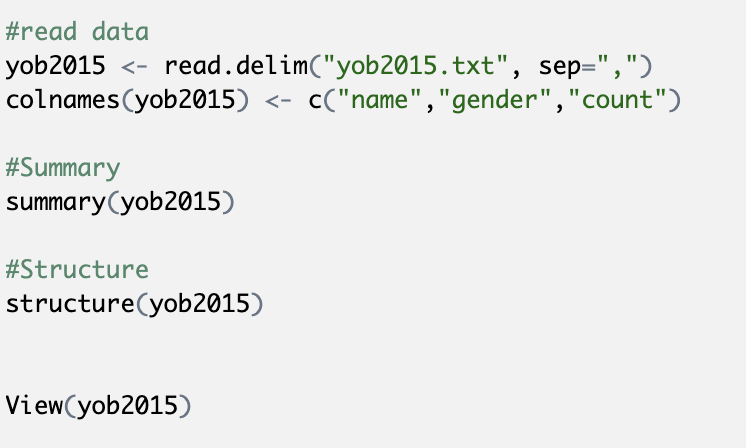 #read data
yob2015 <- read.delim("yob2015.txt", sep=",")
colnames(yob2015) <- c("name","gender","count")
#Summary
summary(yob2015)
#Structure
structure(yob2015)
View(yob2015)